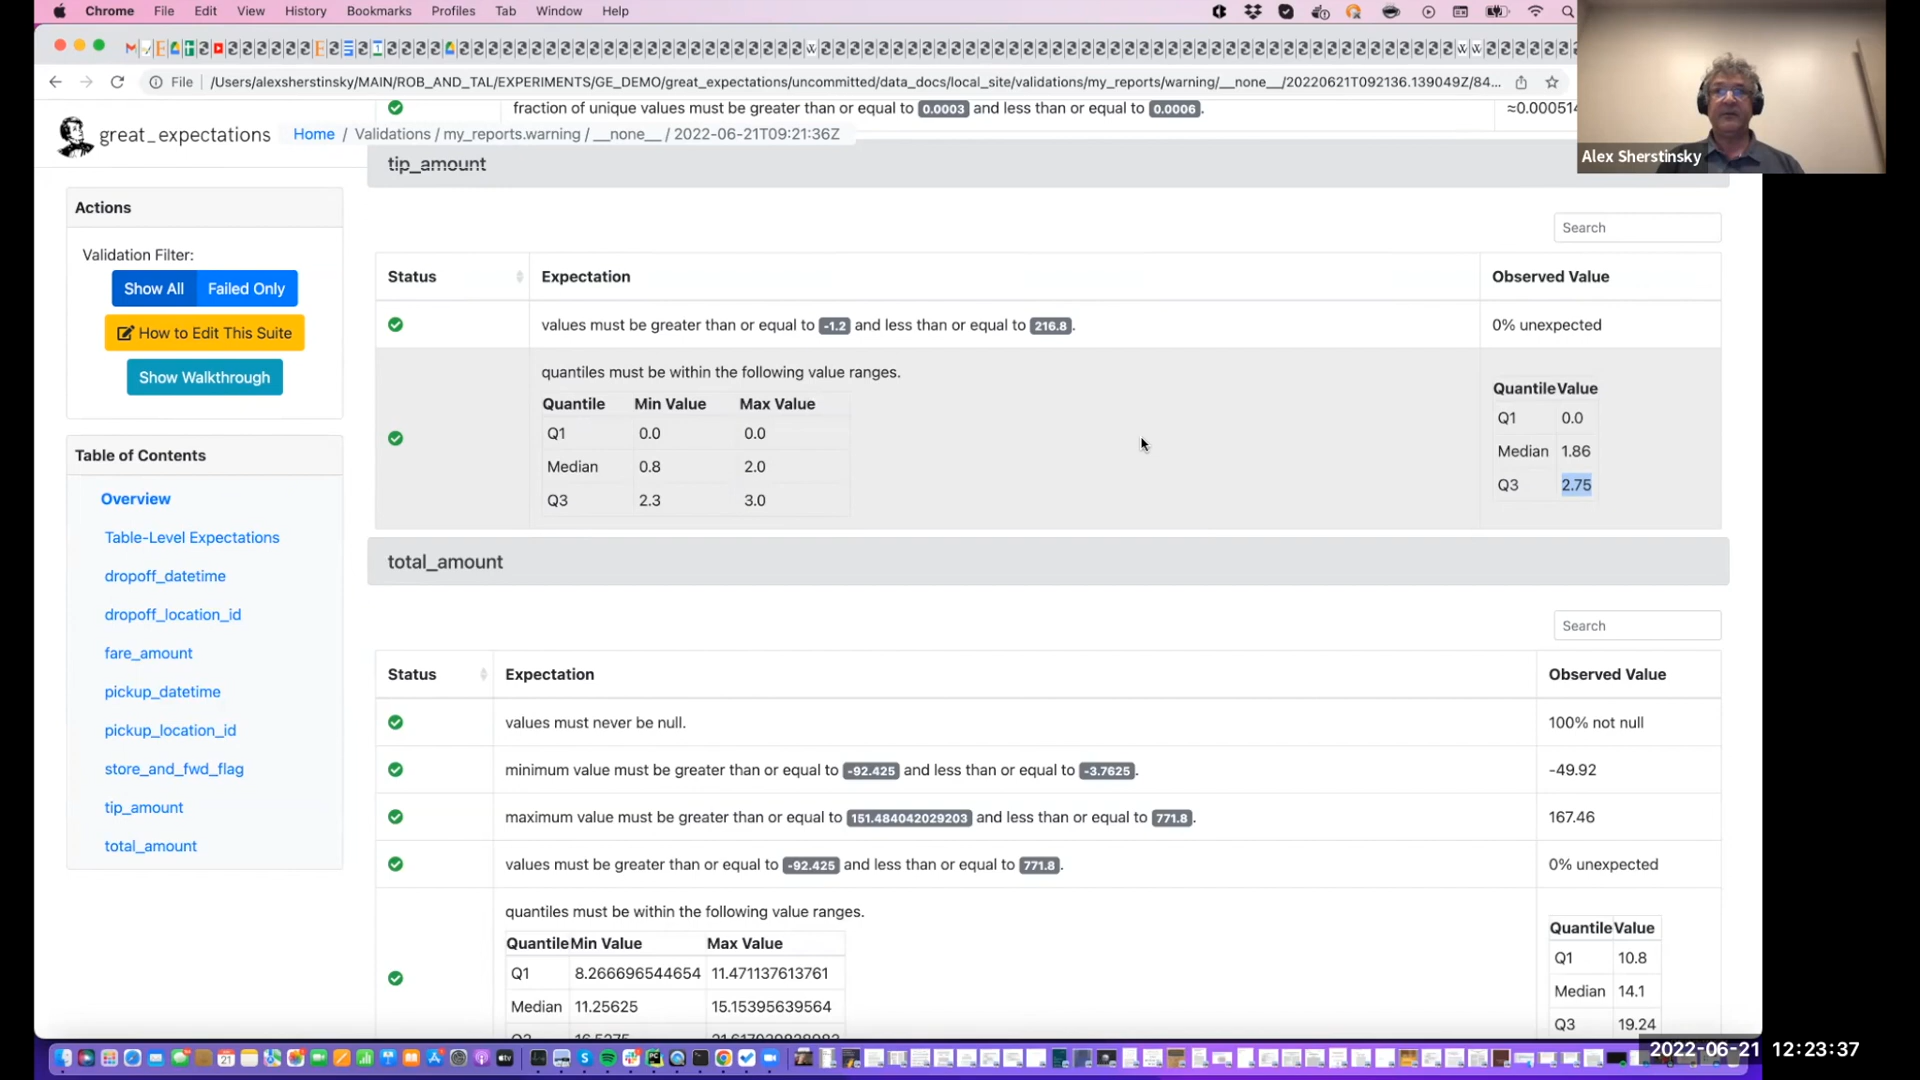 Chrome File Edit View History Bookmarks Profiles Tab Window Help
File /Users/alexsherstinsky/MAIN/ROB_AND_TAL/EXPERIMENTS/GE_DEMO/great_expectations/uncommitted/data_docs/local_site/validations/my_reports/warning/__none__/20220621T092136.139049Z/84...
fraction of unique values must be greater than or equal to 0.0003 and less than or equal to 0.0006. ≈0.000514
great_expectations
Home / Validations / my_reports.warning / __none__ / 2022-06-21T09:21:36Z
Alex Sherstinsky
tip_amount
Actions
Validation Filter:
Show All Failed Only
How to Edit This Suite
Show Walkthrough
Table of Contents
Overview
Table-Level Expectations
dropoff_datetime
dropoff_location_id
fare_amount
pickup_datetime
pickup_location_id
store_and_fwd_flag
tip_amount
total_amount
Search
Status Expectation Observed Value
values must be greater than or equal to -1.2 and less than or equal to 216.8. 0% unexpected
quantiles must be within the following value ranges.
Quantile Min Value Max Value
Q1 0.0 0.0
Median 0.8 2.0
Q3 2.3 3.0
Quantile Value
Q1 0.0
Median 1.86
Q3 2.75
total_amount
Search
Status Expectation Observed Value
values must never be null. 100% not null
minimum value must be greater than or equal to -92.425 and less than or equal to -3.7625. -49.92
maximum value must be greater than or equal to 151.484042029203 and less than or equal to 771.8. 167.46
values must be greater than or equal to -92.425 and less than or equal to 771.8. 0% unexpected
quantiles must be within the following value ranges.
Quantile Min Value Max Value
Q1 8.266696544654 11.471137613761
Median 11.25625 15.15395639564
Quantile Value
Q1 10.8
Median 14.1
Q3 19.24
2022-06-21 12:23:37